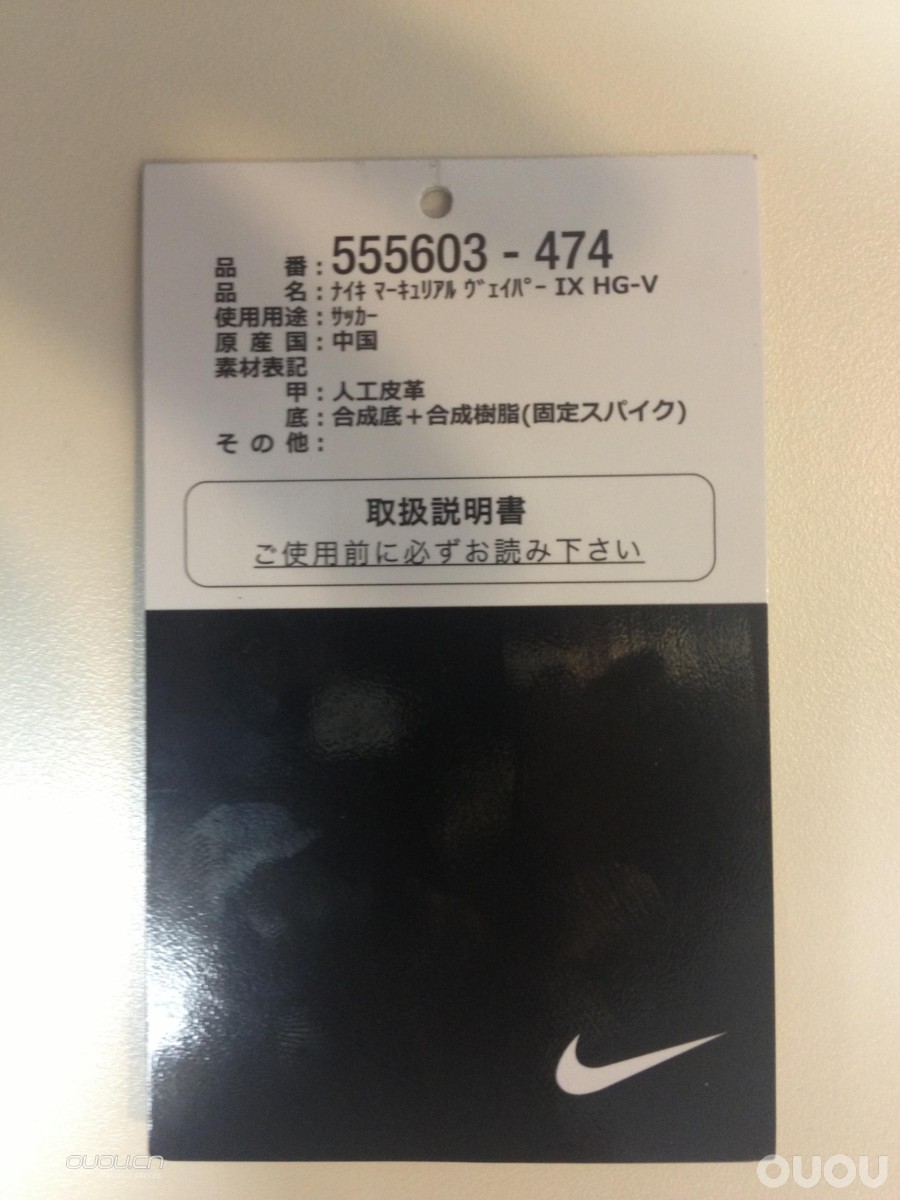 品番：555603 - 474
品名：ﾅｲｷ ﾏｰｷｭﾘｱﾙ ｳﾞｪｲﾊﾟｰ IX HG-V
使用用途：ｻｯｶｰ
原産国：中国
素材表記
甲：人工皮革
底：合成底＋合成樹脂(固定スパイク)
その他：
取扱説明書
ご使用前に必ずお読み下さい
OUOU.CN
OUOU